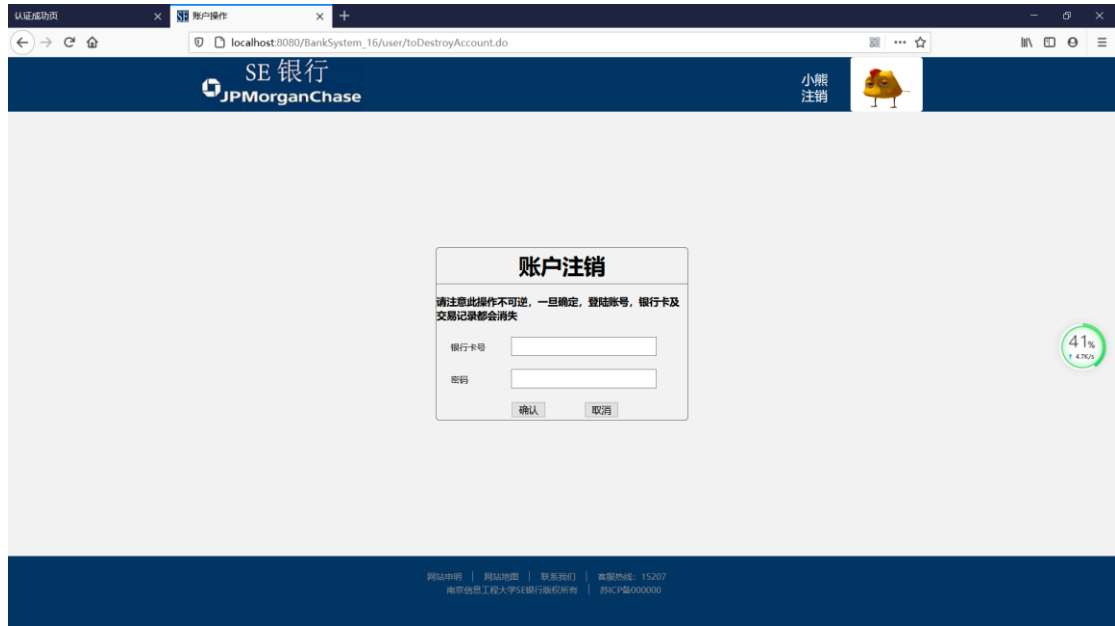 认证成功页
SE 账户操作
localhost:8080/BankSystem_16/user/toDestroyAccount.do
SE 银行
JPMorganChase
小熊
注销
账户注销
请注意此操作不可逆，一旦确定，登陆账号，银行卡及
交易记录都会消失
银行卡号
密码
确认 取消
41%
4.7K/s
网站申明 | 网站地图 | 联系我们 | 客服热线：15207
南京信息工程大学SE银行版权所有 | 苏ICP备000000